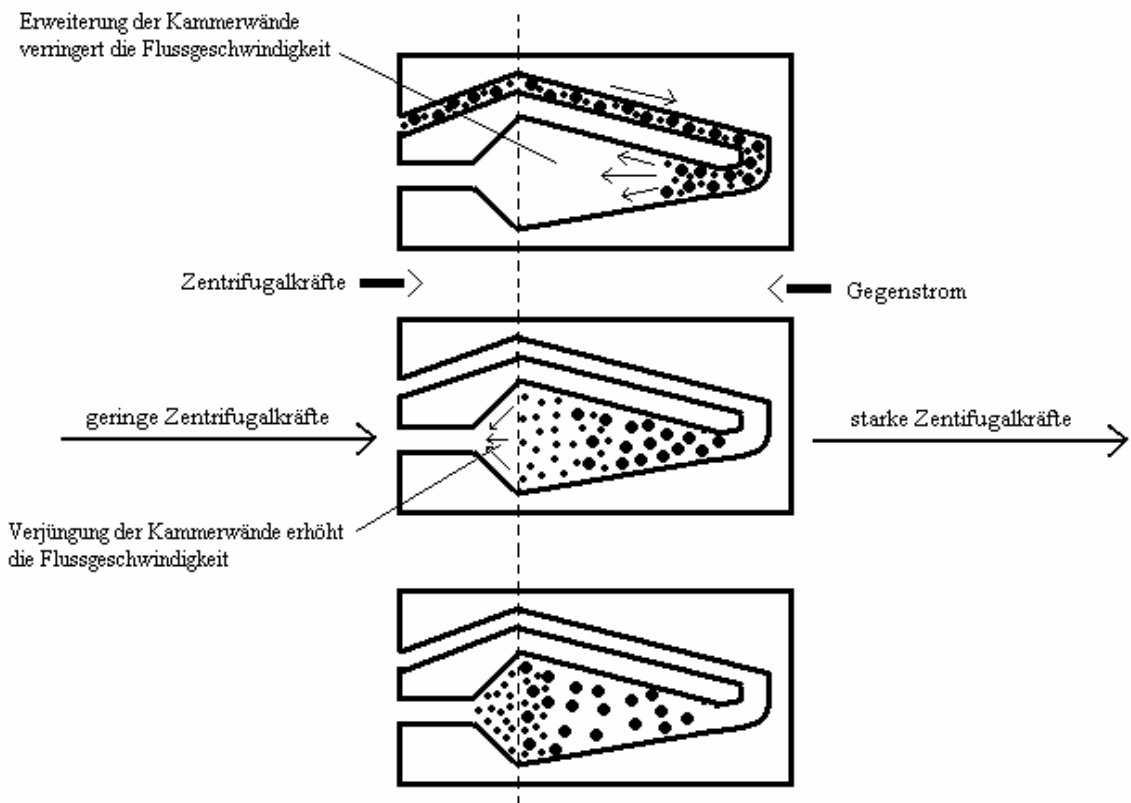 Erweiterung der Kammerwände
verringert die Flussgeschwindigkeit
Zentrifugalkräfte
Gegenstrom
geringe Zentrifugalkräfte
starke Zentifugalkräfte
Verjüngung der Kammerwände erhöht
die Flussgeschwindigkeit